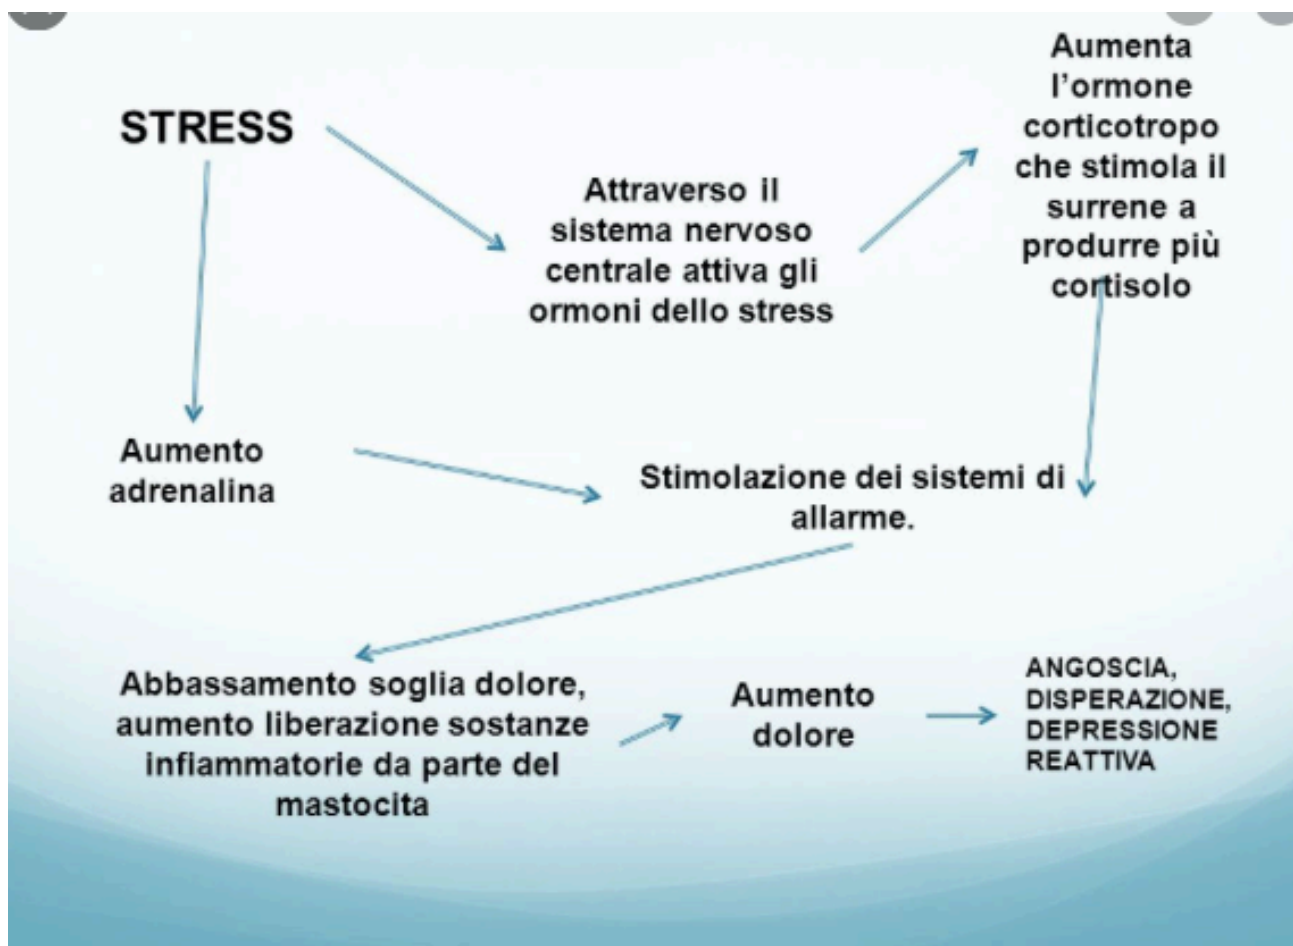 STRESS
Attraverso il
sistema nervoso
centrale attiva gli
ormoni dello stress
Aumenta
l’ormone
corticotropo
che stimola il
surrene a
produrre più
cortisolo
Aumento
adrenalina
Stimolazione dei sistemi di
allarme.
Abbassamento soglia dolore,
aumento liberazione sostanze
infiammatorie da parte del
mastocita
Aumento
dolore
ANGOSCIA,
DISPERAZIONE,
DEPRESSIONE
REATTIVA